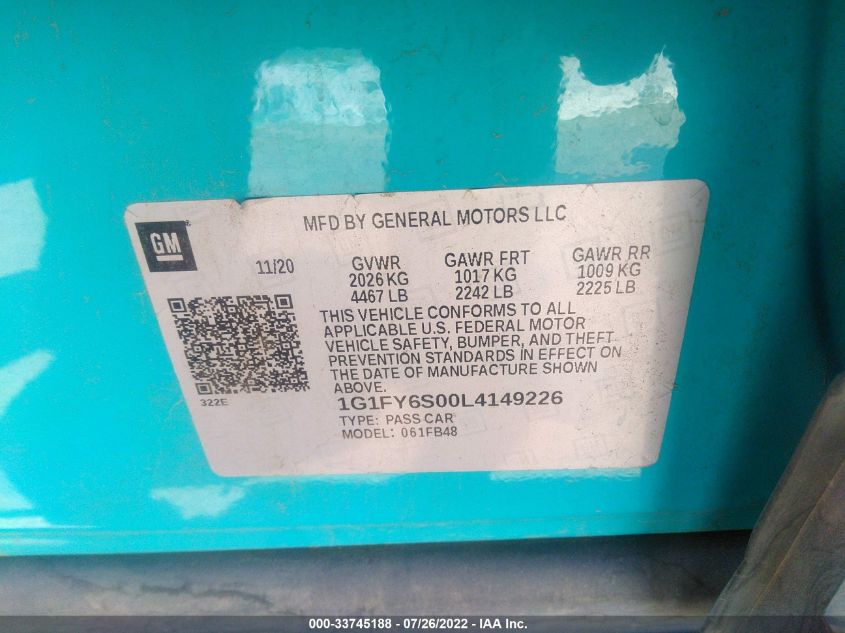 MFD BY GENERAL MOTORS LLC
GM
11/20
GVWR
2026 KG
4467 LB
GAWR FRT
1017 KG
2242 LB
GAWR RR
1009 KG
2225 LB
THIS VEHICLE CONFORMS TO ALL
APPLICABLE U.S. FEDERAL MOTOR
VEHICLE SAFETY, BUMPER, AND THEFT
PREVENTION STANDARDS IN EFFECT ON
THE DATE OF MANUFACTURE SHOWN
ABOVE.
322E
1G1FY6S00L4149226
TYPE: PASS CAR
MODEL: 061FB48
000-33745188 - 07/26/2022 - IAA Inc.